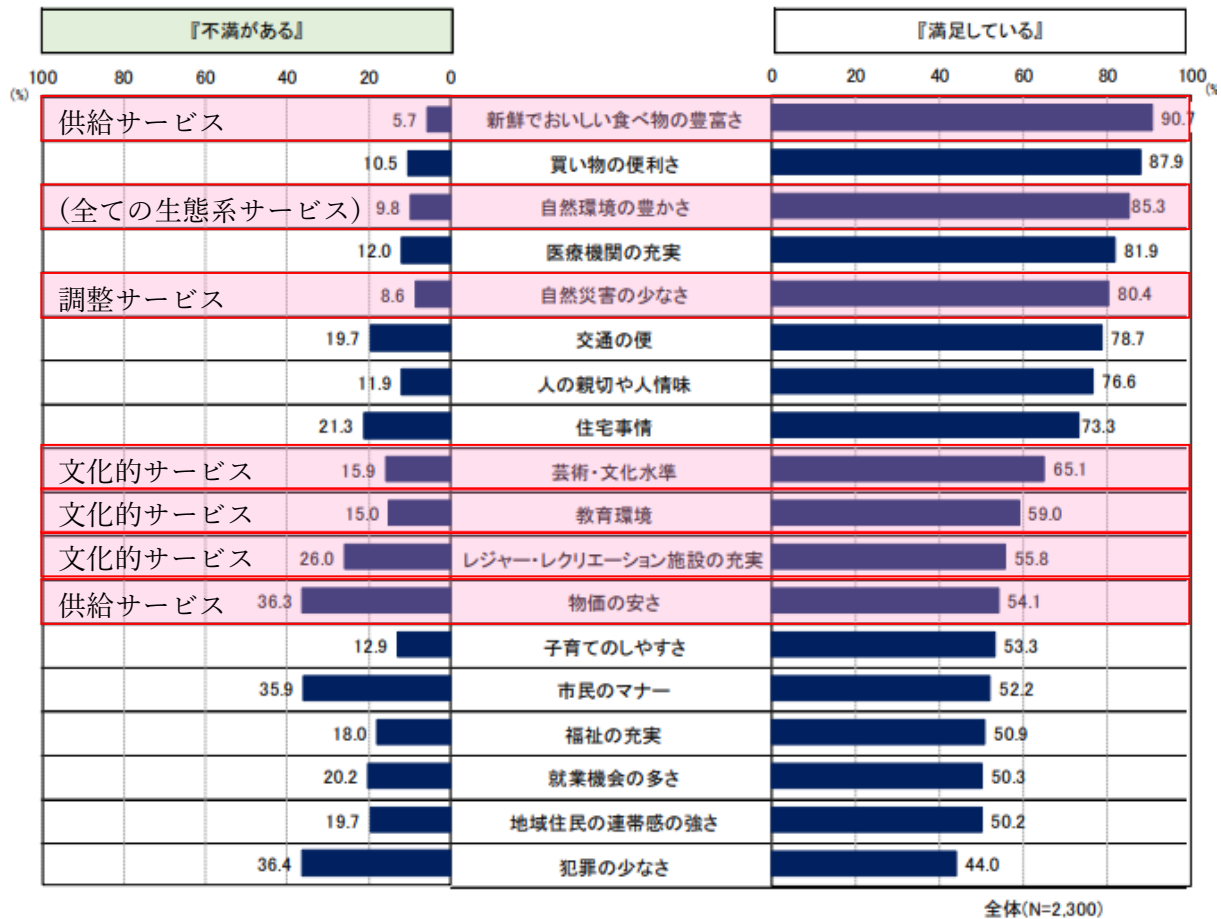 『不満がある』 『満足している』
100 80 60 40 20 0 0 20 40 60 80 100
(%) (%
供給サービス 5.7 新鮮でおいしい食べ物の豊富さ 90.7
10.5 買い物の便利さ 87.9
(全ての生態系サービス) 9.8 自然環境の豊かさ 85.3
12.0 医療機関の充実 81.9
調整サービス 8.6 自然災害の少なさ 80.4
19.7 交通の便 78.7
11.9 人の親切や人情味 76.6
21.3 住宅事情 73.3
文化的サービス 15.9 芸術・文化水準 65.1
文化的サービス 15.0 教育環境 59.0
文化的サービス 26.0 レジャー・レクリエーション施設の充実 55.8
供給サービス 36.3 物価の安さ 54.1
12.9 子育てのしやすさ 53.3
35.9 市民のマナー 52.2
18.0 福祉の充実 50.9
20.2 就業機会の多さ 50.3
19.7 地域住民の連帯感の強さ 50.2
36.4 犯罪の少なさ 44.0
全体(N=2,300)